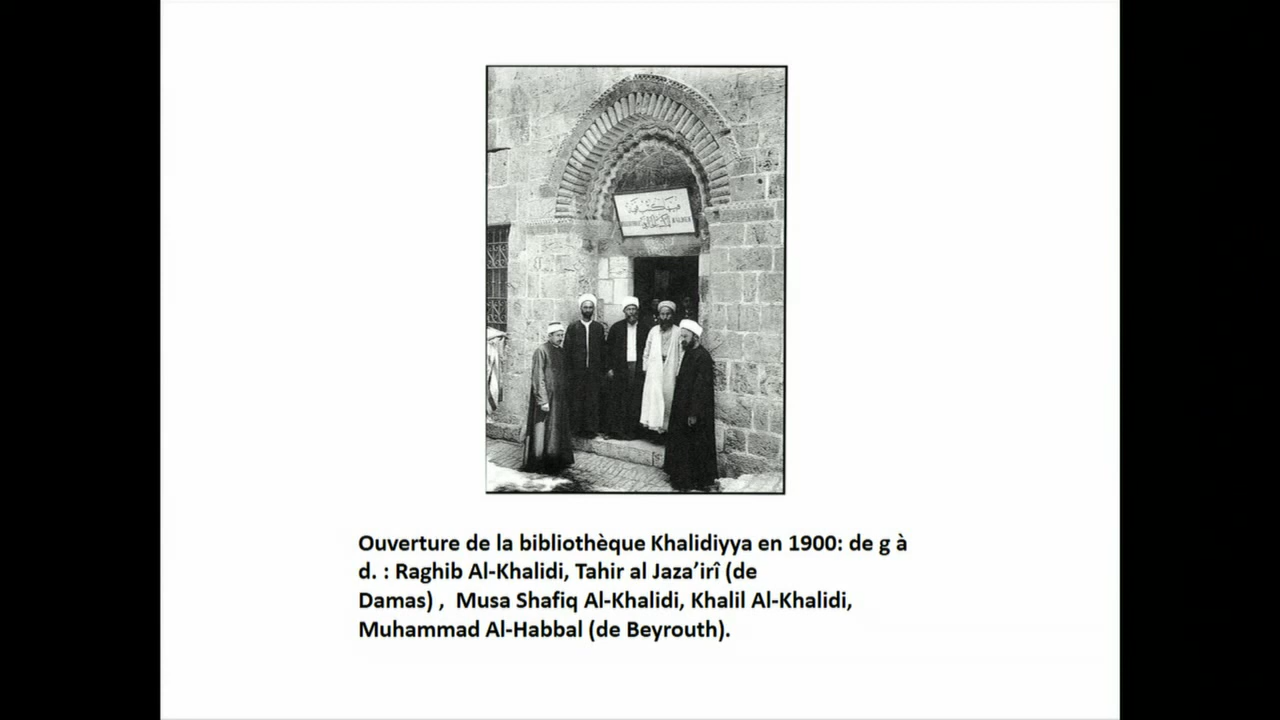 Ouverture de la bibliothèque Khalidiyya en 1900: de g à
d. : Raghib Al-Khalidi, Tahir al Jaza’irî (de
Damas) , Musa Shafiq Al-Khalidi, Khalil Al-Khalidi,
Muhammad Al-Habbal (de Beyrouth).